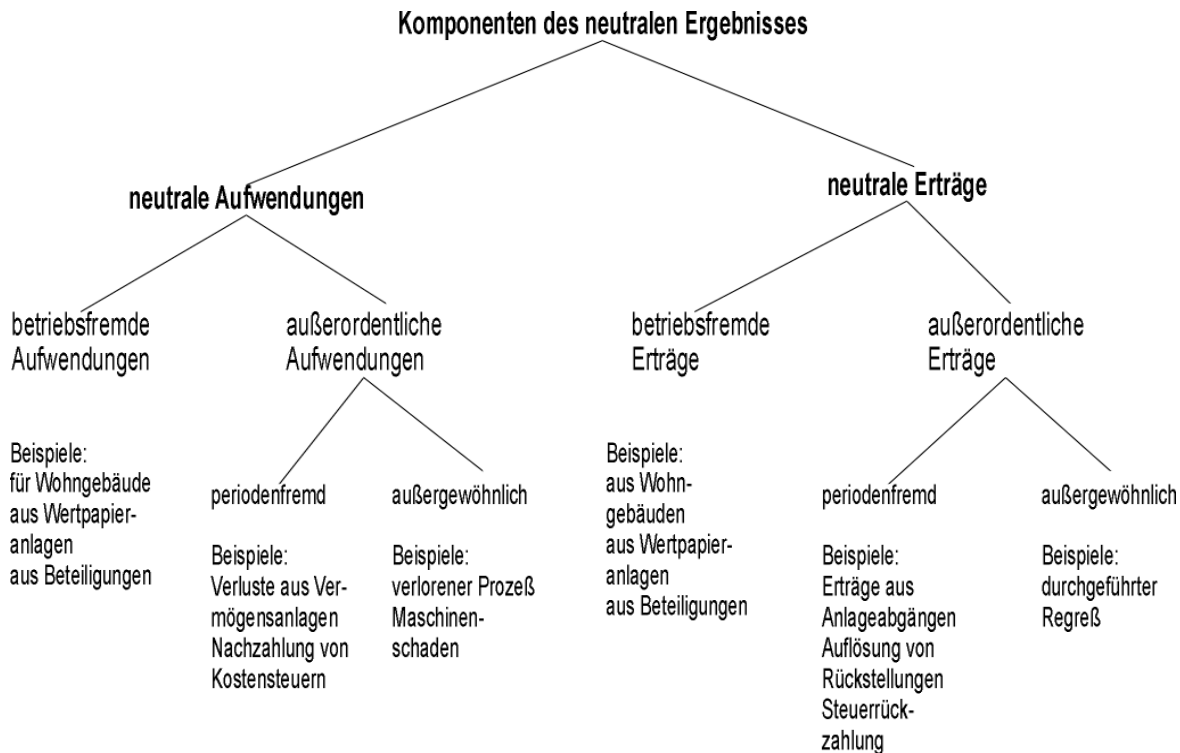 Komponenten des neutralen Ergebnisses
neutrale Aufwendungen
neutrale Erträge
betriebsfremde
Aufwendungen
außerordentliche
Aufwendungen
betriebsfremde
Erträge
außerordentliche
Erträge
Beispiele:
für Wohngebäude
aus Wertpapier-
anlagen
aus Beteiligungen
periodenfremd
Beispiele:
Verluste aus Ver-
mögensanlagen
Nachzahlung von
Kostensteuern
außergewöhnlich
Beispiele:
verlorener Prozeß
Maschinen-
schaden
Beispiele:
aus Wohn-
gebäuden
aus Wertpapier-
anlagen
aus Beteiligungen
periodenfremd
Beispiele:
Erträge aus
Anlageabgängen
Auflösung von
Rückstellungen
Steuerrück-
zahlung
außergewöhnlich
Beispiele:
durchgeführter
Regreß